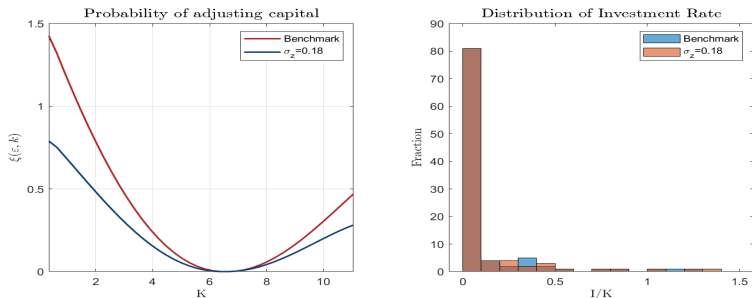 Probability of adjusting capital
1.5
1
0.5
0
ξ(ε, k)
2
4
6
8
10
K
Benchmark
σz=0.18
Distribution of Investment Rate
90
80
70
60
50
40
30
20
10
0
Fraction
0
0.5
1
1.5
I/K
Benchmark
σz=0.18